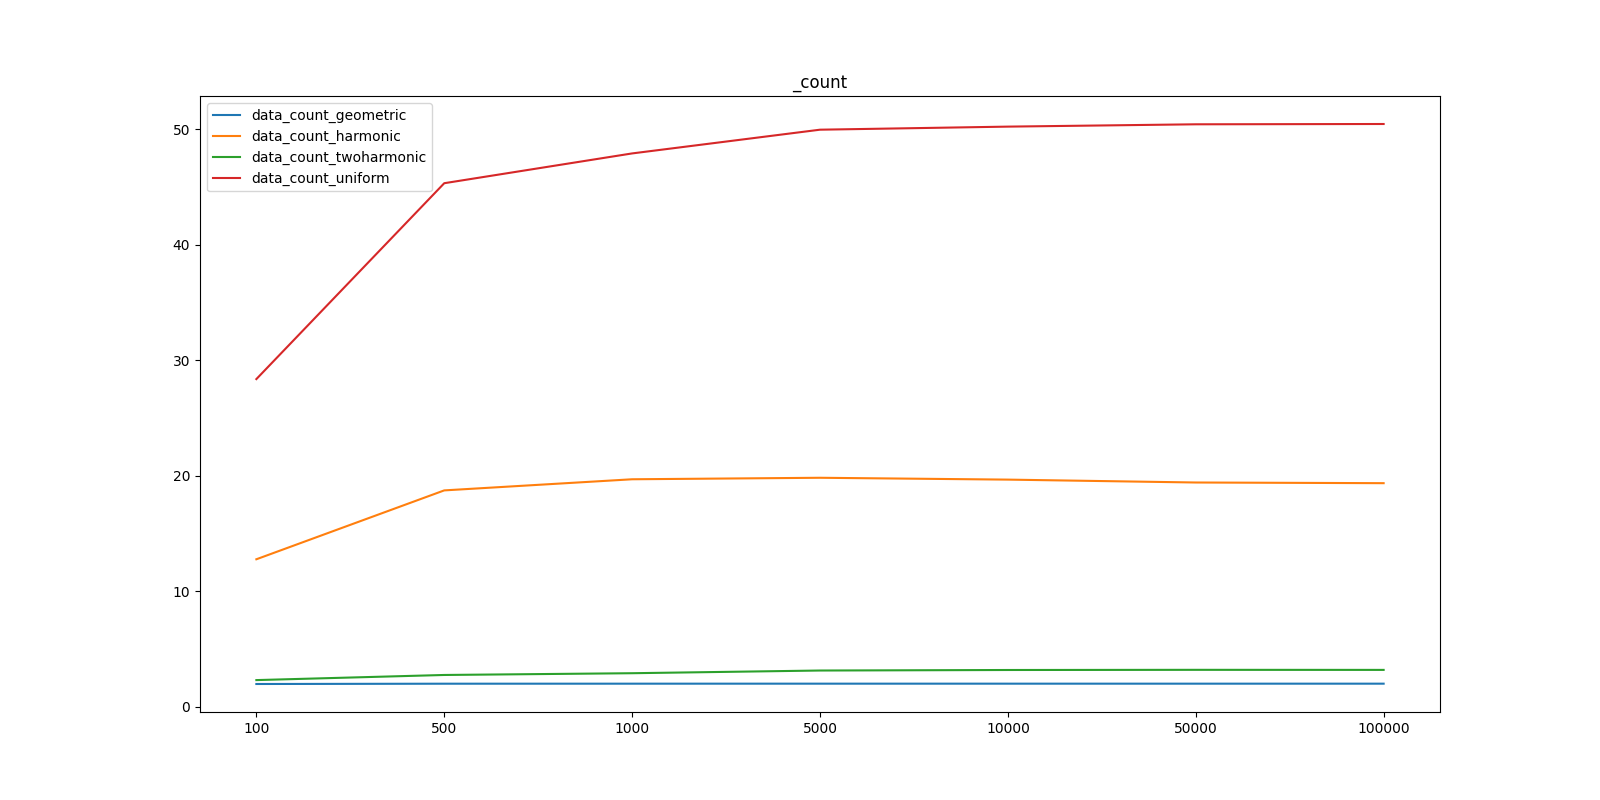 _count
data_count_geometric
data_count_harmonic
data_count_twoharmonic
data_count_uniform
50
40
30
20
10
0
100 500 1000 5000 10000 50000 100000